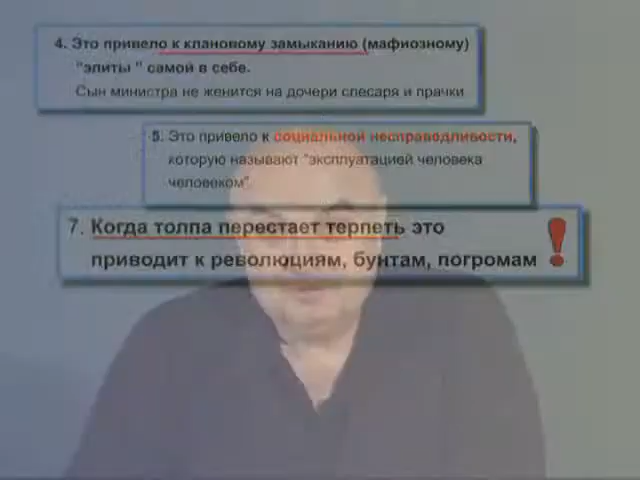 4. Это привело к клановому замыканию (мафиозному)
"элиты " самой в себе.
Сын министра не женится на дочери слесаря и прачки
5. Это привело к социальной несправодливости,
которую называют "эксплуатацией человека
человеком"
7. Когда толпа перестает терпеть это
приводит к революциям, бунтам, погромам !